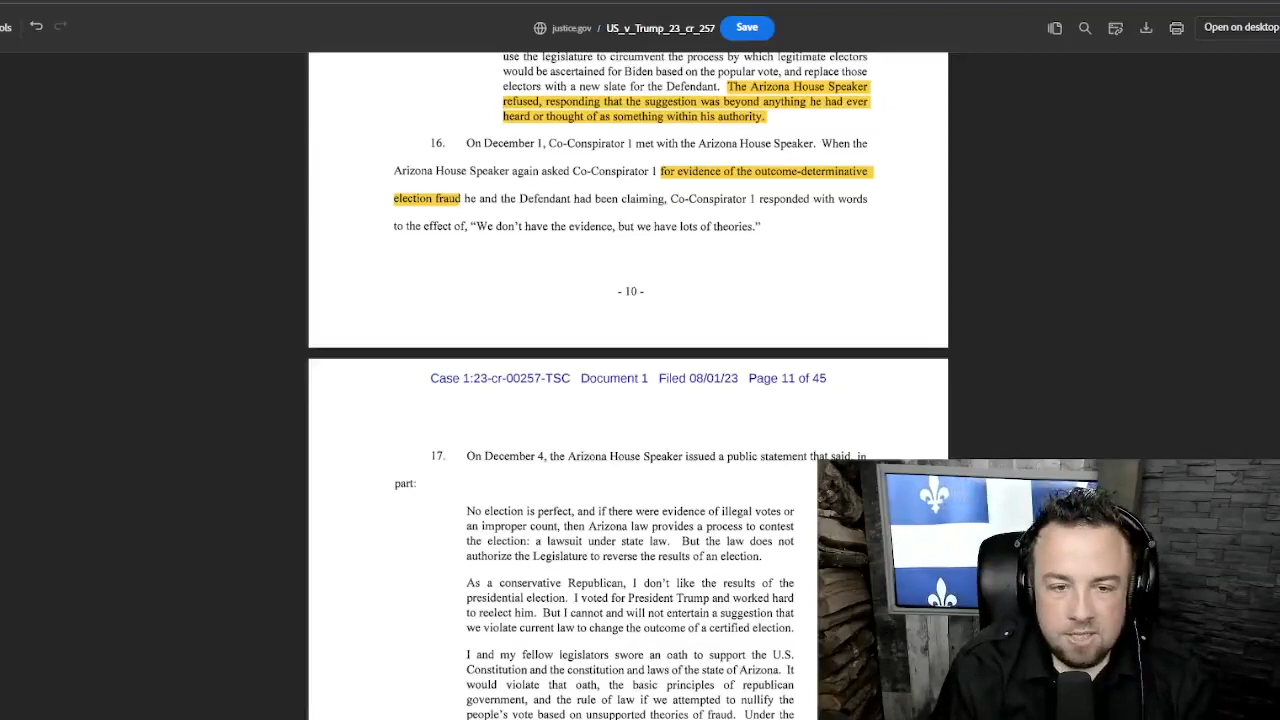 ols
justice.gov / US_v_Trump_23_cr_257
Save
Open on desktop
use the legislature to circumvent the process by which legitimate electors
would be ascertained for Biden based on the popular vote, and replace those
electors with a new slate for the Defendant. The Arizona House Speaker
refused, responding that the suggestion was beyond anything he had ever
heard or thought of as something within his authority.
16. On December 1, Co-Conspirator 1 met with the Arizona House Speaker. When the
Arizona House Speaker again asked Co-Conspirator 1 for evidence of the outcome-determinative
election fraud he and the Defendant had been claiming, Co-Conspirator 1 responded with words
to the effect of, “We don’t have the evidence, but we have lots of theories.”
- 10 -
Case 1:23-cr-00257-TSC Document 1 Filed 08/01/23 Page 11 of 45
17. On December 4, the Arizona House Speaker issued a public statement that said, in
part:
No election is perfect, and if there were evidence of illegal votes or
an improper count, then Arizona law provides a process to contest
the election: a lawsuit under state law. But the law does not
authorize the Legislature to reverse the results of an election.
As a conservative Republican, I don’t like the results of the
presidential election. I voted for President Trump and worked hard
to reelect him. But I cannot and will not entertain a suggestion that
we violate current law to change the outcome of a certified election.
I and my fellow legislators swore an oath to support the U.S.
Constitution and the constitution and laws of the state of Arizona. It
would violate that oath, the basic principles of republican
government, and the rule of law if we attempted to nullify the
people’s vote based on unsupported theories of fraud. Under the